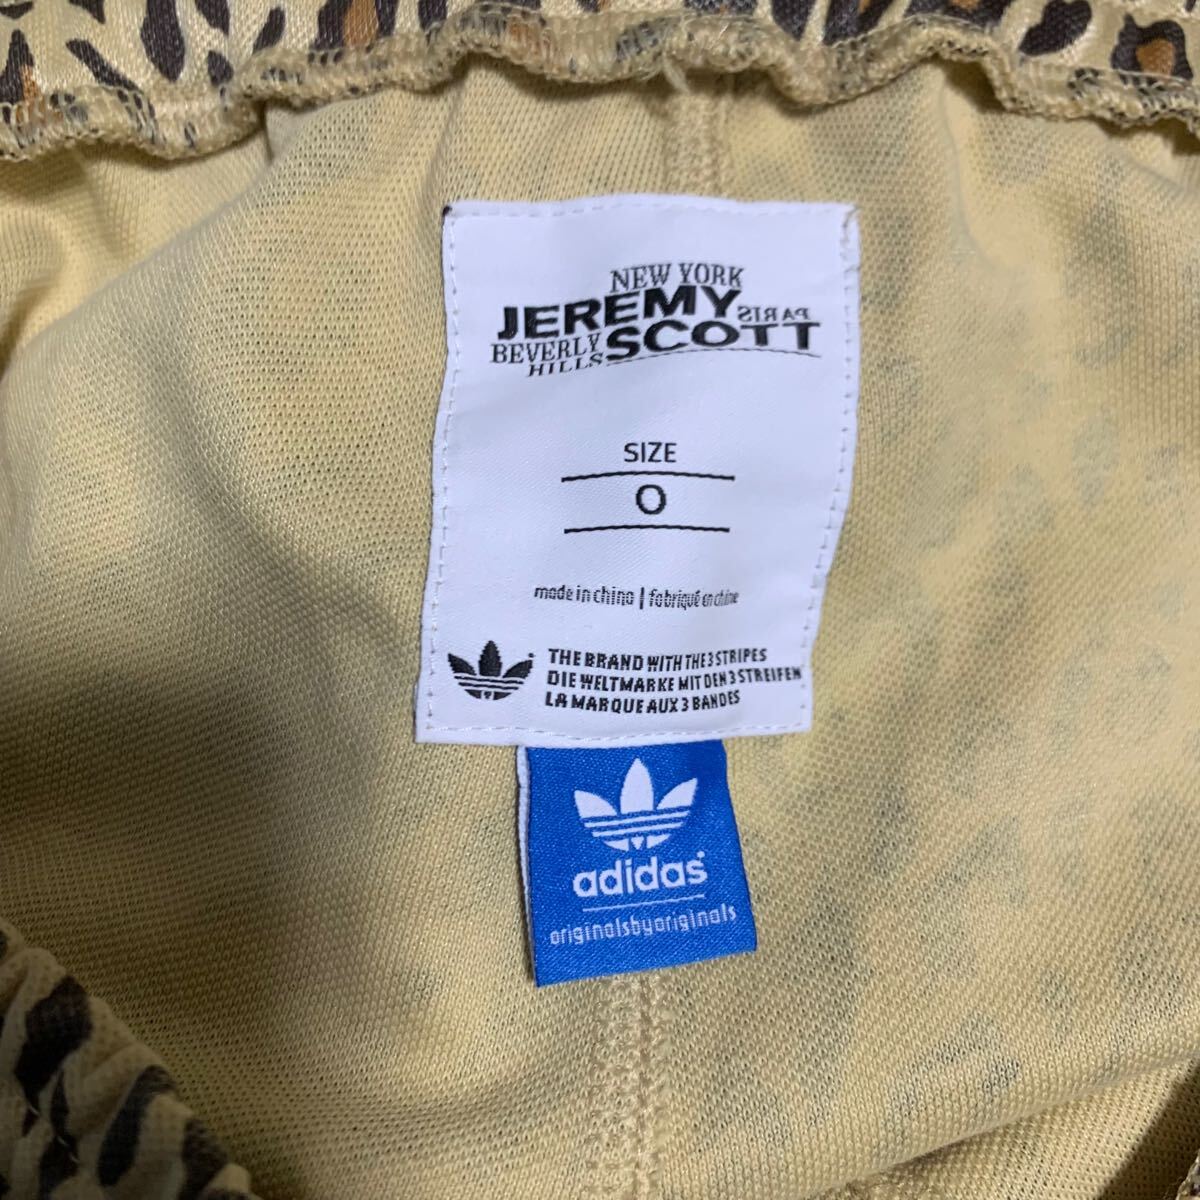 NEW YORK
JEREMY PARIS
BEVERLY SCOTT
HILLS
SIZE
O
made in china | fabriqué en chine
THE BRAND WITH THE 3 STRIPES
DIE WELTMARKE MIT DEN 3 STREIFEN
LA MARQUE AUX 3 BANDES
adidas
originalsbyoriginals